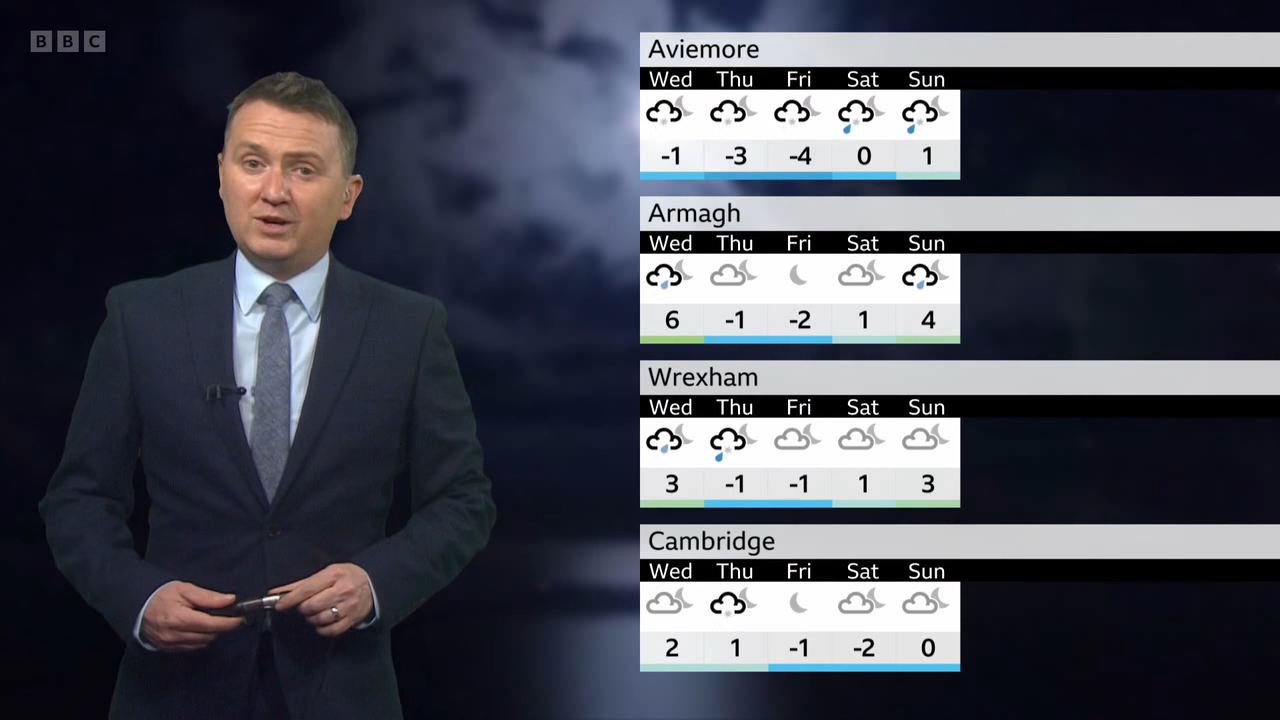 BBC
Aviemore
Wed Thu Fri Sat Sun
-1 -3 -4 0 1
Armagh
Wed Thu Fri Sat Sun
6 -1 -2 1 4
Wrexham
Wed Thu Fri Sat Sun
3 -1 -1 1 3
Cambridge
Wed Thu Fri Sat Sun
2 1 -1 -2 0